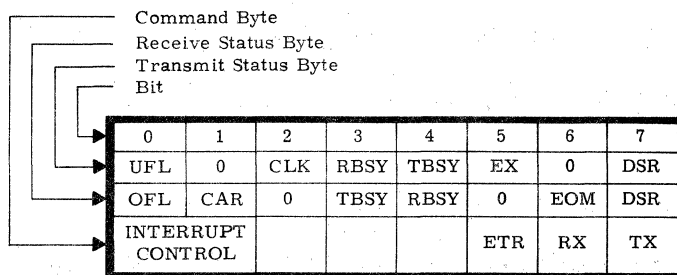 Command Byte
Receive Status Byte
Transmit Status Byte
Bit
0 1 2 3 4 5 6 7
UFL 0 CLK RBSY TBSY EX 0 DSR
OFL CAR 0 TBSY RBSY 0 EOM DSR
INTERRUPT CONTROL ETR RX TX